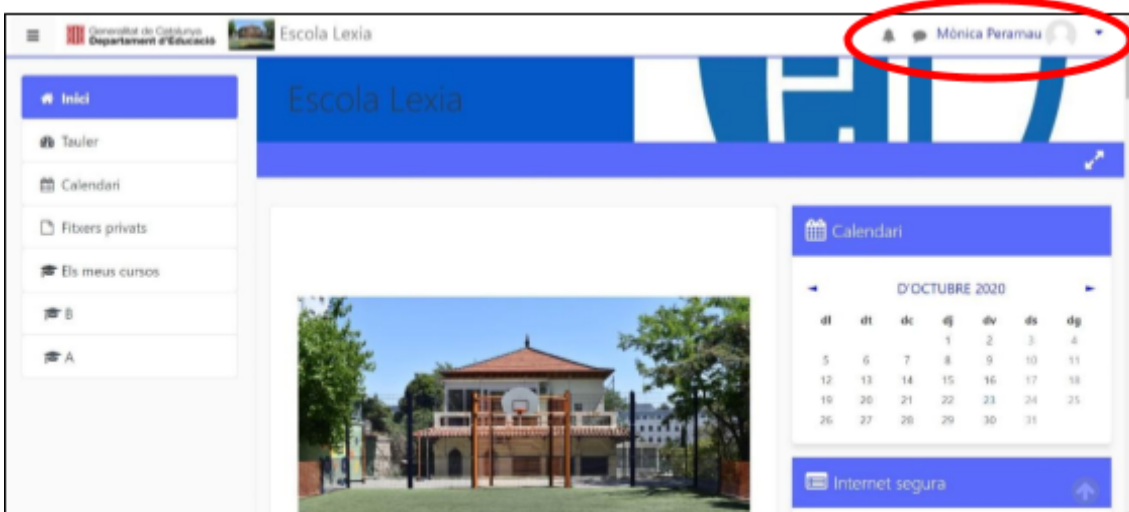 Generalitat de Catalunya
Departament d'Educació
Escola Lexia
Mònica Peramau
Inici
Tauler
Calendari
Fitxers privats
Els meus cursos
B
A
Escola Lexia
Calendari
D'OCTUBRE 2020
dl dt dc dj dv ds dg
1 2 3 4
5 6 7 8 9 10 11
12 13 14 15 16 17 18
19 20 21 22 23 24 25
26 27 28 29 30 31
Internet segura